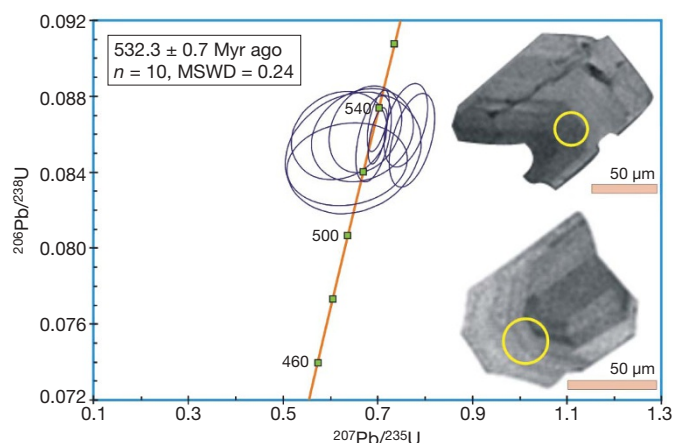 0.092
0.088
0.084
0.080
0.076
0.072
²⁰⁶Pb/²³⁸U
532.3 ± 0.7 Myr ago
n = 10, MSWD = 0.24
540
500
460
50 µm
50 µm
0.1 0.3 0.5 0.7 0.9 1.1 1.3
²⁰⁷Pb/²³⁵U